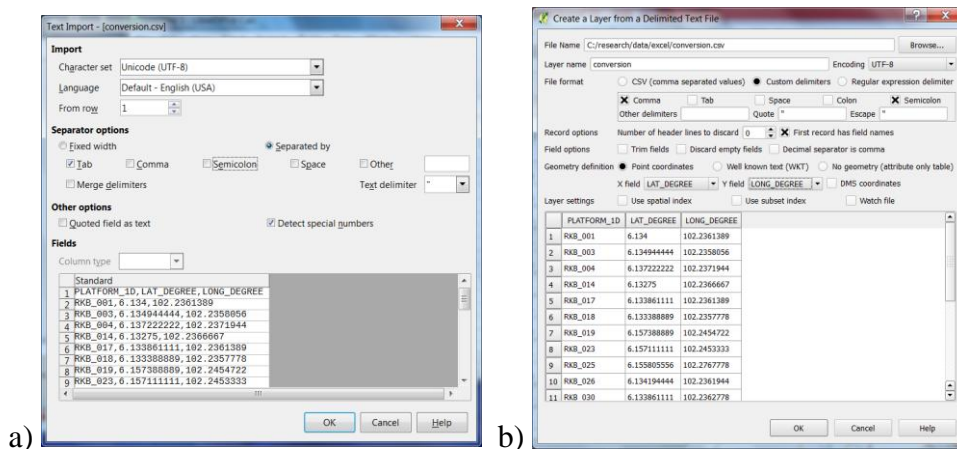 Text Import - [conversion.csv]
Import
Character set Unicode (UTF-8)
Language Default - English (USA)
From row 1
Separator options
Fixed width Separated by
Tab Comma Semicolon Space Other
Merge delimiters Text delimiter "
Other options
Quoted field as text Detect special numbers
Fields
Column type
Standard
1 PLATFORM_1D,LAT_DEGREE,LONG_DEGREE
2 RKB_001,6.134,102.2361389
3 RKB_003,6.134944444,102.2358056
4 RKB_004,6.137222222,102.2371944
5 RKB_014,6.13275,102.2366667
6 RKB_017,6.133861111,102.2361389
7 RKB_018,6.133388889,102.2357778
8 RKB_019,6.157388889,102.2454722
9 RKB_023,6.157111111,102.2453333
OK Cancel Help
a)
Create a Layer from a Delimited Text File
File Name C:/research/data/excel/conversion.csv Browse...
Layer name conversion Encoding UTF-8
File format CSV (comma separated values) Custom delimiters Regular expression delimiter
Comma Tab Space Colon Semicolon
Other delimiters Quote " Escape "
Record options Number of header lines to discard 0 First record has field names
Field options Trim fields Discard empty fields Decimal separator is comma
Geometry definition Point coordinates Well known text (WKT) No geometry (attribute only table)
X field LAT_DEGREE Y field LONG_DEGREE DMS coordinates
Layer settings Use spatial index Use subset index Watch file
PLATFORM_1D LAT_DEGREE LONG_DEGREE
1 RKB_001 6.134 102.2361389
2 RKB_003 6.134944444 102.2358056
3 RKB_004 6.137222222 102.2371944
4 RKB_014 6.13275 102.2366667
5 RKB_017 6.133861111 102.2361389
6 RKB_018 6.133388889 102.2357778
7 RKB_019 6.157388889 102.2454722
8 RKB_023 6.157111111 102.2453333
9 RKB_025 6.155805556 102.2767778
10 RKB_026 6.134194444 102.2361944
11 RKB_030 6.133861111 102.2362778
OK Cancel Help
b)